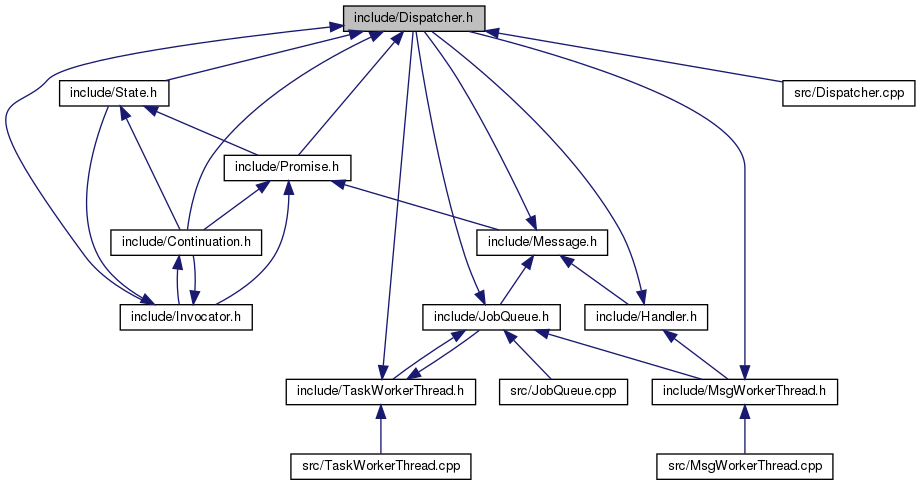 include/Dispatcher.h
include/State.h
src/Dispatcher.cpp
include/Promise.h
include/Continuation.h
include/Message.h
include/Invocator.h
include/JobQueue.h
include/Handler.h
include/TaskWorkerThread.h
src/JobQueue.cpp
include/MsgWorkerThread.h
src/TaskWorkerThread.cpp
src/MsgWorkerThread.cpp